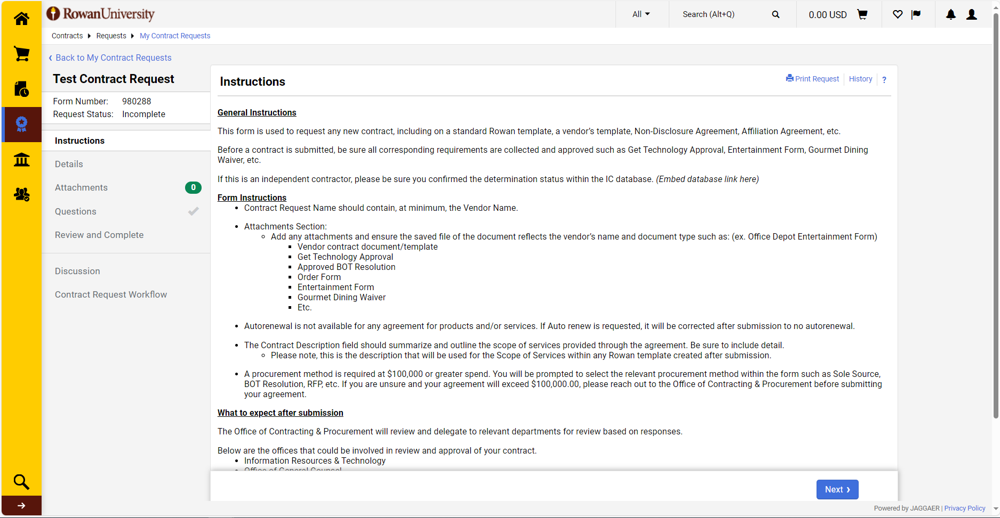 RowanUniversity
All
Search (Alt+Q)
0.00 USD
Contracts
Requests
My Contract Requests
Back to My Contract Requests
Test Contract Request
Form Number: 980288
Request Status: Incomplete
Instructions
Details
Attachments 0
Questions
Review and Complete
Discussion
Contract Request Workflow
Instructions
Print Request
History
?
General Instructions
This form is used to request any new contract, including on a standard Rowan template, a vendor’s template, Non-Disclosure Agreement, Affiliation Agreement, etc.
Before a contract is submitted, be sure all corresponding requirements are collected and approved such as Get Technology Approval, Entertainment Form, Gourmet Dining
Waiver, etc.
If this is an independent contractor, please be sure you confirmed the determination status within the IC database. (Embed database link here)
Form Instructions
• Contract Request Name should contain, at minimum, the Vendor Name.
• Attachments Section:
◦ Add any attachments and ensure the saved file of the document reflects the vendor’s name and document type such as: (ex. Office Depot Entertainment Form)
▪ Vendor contract document/template
▪ Get Technology Approval
▪ Approved BOT Resolution
▪ Order Form
▪ Entertainment Form
▪ Gourmet Dining Waiver
▪ Etc.
• Autorenewal is not available for any agreement for products and/or services. If Auto renew is requested, it will be corrected after submission to no autorenewal.
• The Contract Description field should summarize and outline the scope of services provided through the agreement. Be sure to include detail.
◦ Please note, this is the description that will be used for the Scope of Services within any Rowan template created after submission.
• A procurement method is required at $100,000 or greater spend. You will be prompted to select the relevant procurement method within the form such as Sole Source,
BOT Resolution, RFP, etc. If you are unsure and your agreement will exceed $100,000.00, please reach out to the Office of Contracting & Procurement before submitting
your agreement.
What to expect after submission
The Office of Contracting & Procurement will review and delegate to relevant departments for review based on responses.
Below are the offices that could be involved in review and approval of your contract.
• Information Resources & Technology
• Office of General Counsel
Next
Powered by JAGGAER | Privacy Policy